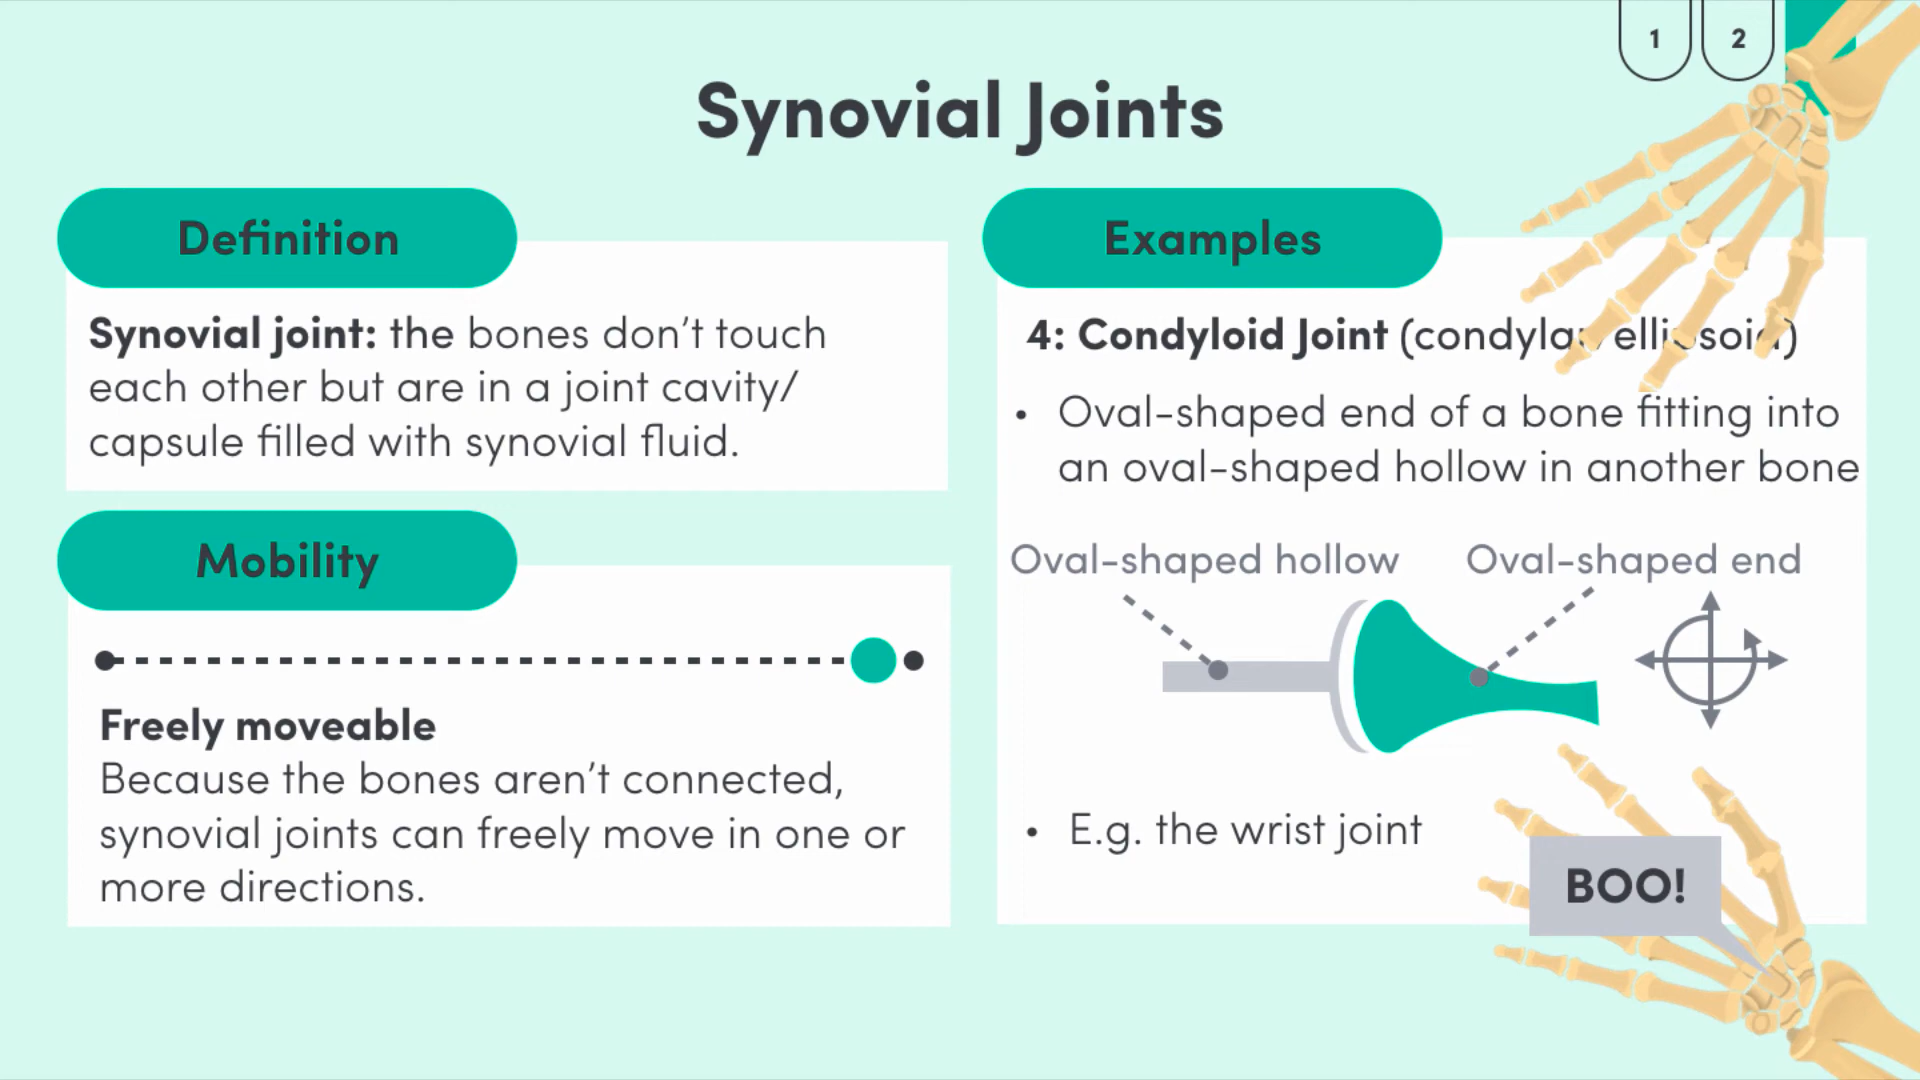 1 2
Synovial Joints
Definition
Synovial joint: the bones don't touch
each other but are in a joint cavity/
capsule filled with synovial fluid.
Mobility
Freely moveable
Because the bones aren't connected,
synovial joints can freely move in one or
more directions.
Examples
4: Condyloid Joint
Oval-shaped end of a bone fitting into
an oval-shaped hollow in another bone
Oval-shaped hollow
Oval-shaped end
E.g. the wrist joint
BOO!